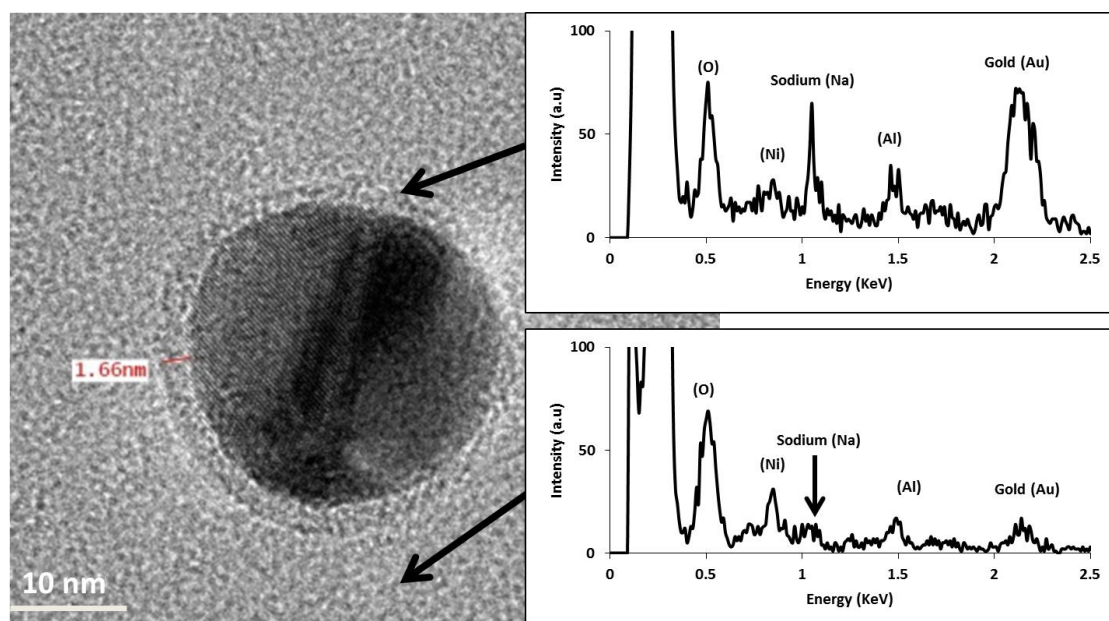 1.66nm
10 nm
100
50
0
0
0.5
1
1.5
2
2.5
Intensity (a.u)
Energy (KeV)
(O)
(Ni)
Sodium (Na)
(Al)
Gold (Au)
100
50
0
0
0.5
1
1.5
2
2.5
Intensity (a.u)
Energy (KeV)
(O)
(Ni)
Sodium (Na)
(Al)
Gold (Au)